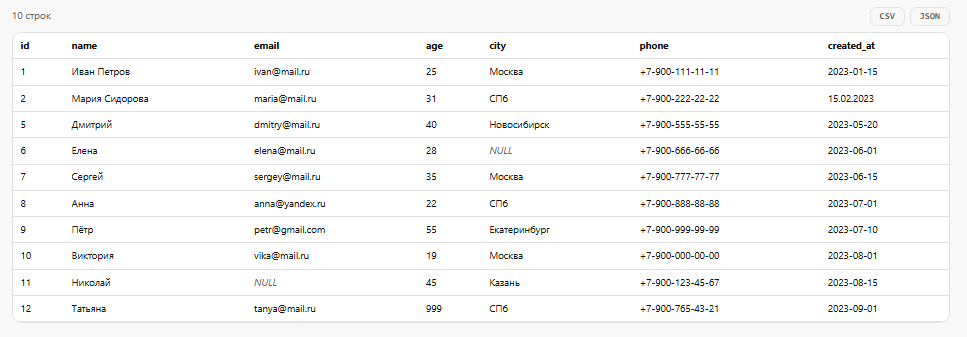 10 строк CSV JSON
id name email age city phone created_at
1 Иван Петров ivan@mail.ru 25 Москва +7-900-111-11-11 2023-01-15
2 Мария Сидорова maria@mail.ru 31 СПб +7-900-222-22-22 15.02.2023
5 Дмитрий dmitry@mail.ru 40 Новосибирск +7-900-555-55-55 2023-05-20
6 Елена elena@mail.ru 28 NULL +7-900-666-66-66 2023-06-01
7 Сергей sergey@mail.ru 35 Москва +7-900-777-77-77 2023-06-15
8 Анна anna@yandex.ru 22 СПб +7-900-888-88-88 2023-07-01
9 Пётр petr@gmail.com 55 Екатеринбург +7-900-999-99-99 2023-07-10
10 Виктория vika@mail.ru 19 Москва +7-900-000-00-00 2023-08-01
11 Николай NULL 45 Казань +7-900-123-45-67 2023-08-15
12 Татьяна tanya@mail.ru 999 СПб +7-900-765-43-21 2023-09-01